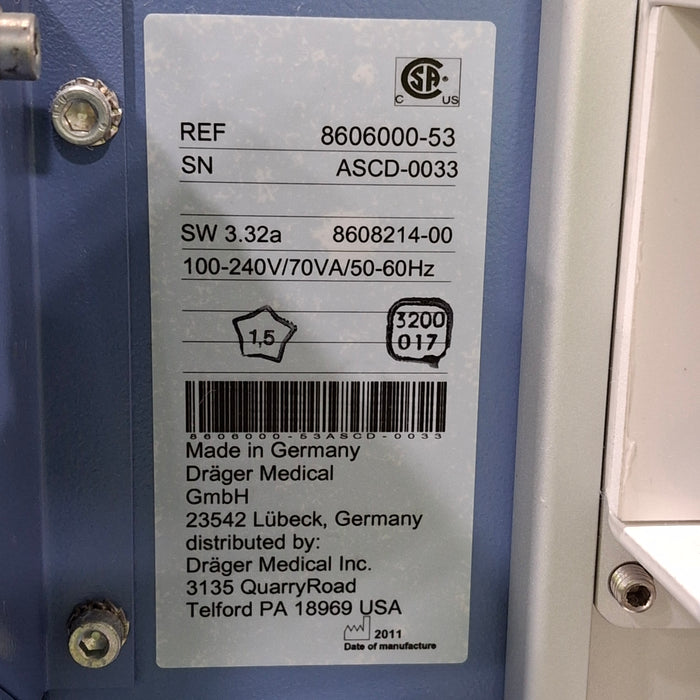 CSA®
C US
REF 8606000-53
SN ASCD-0033
SW 3.32a 8608214-00
100-240V/70VA/50-60Hz
1,5
3200
017
8606000-53ASCD-0033
Made in Germany
Dräger Medical
GmbH
23542 Lübeck, Germany
distributed by:
Dräger Medical Inc.
3135 QuarryRoad
Telford PA 18969 USA
2011
Date of manufacture